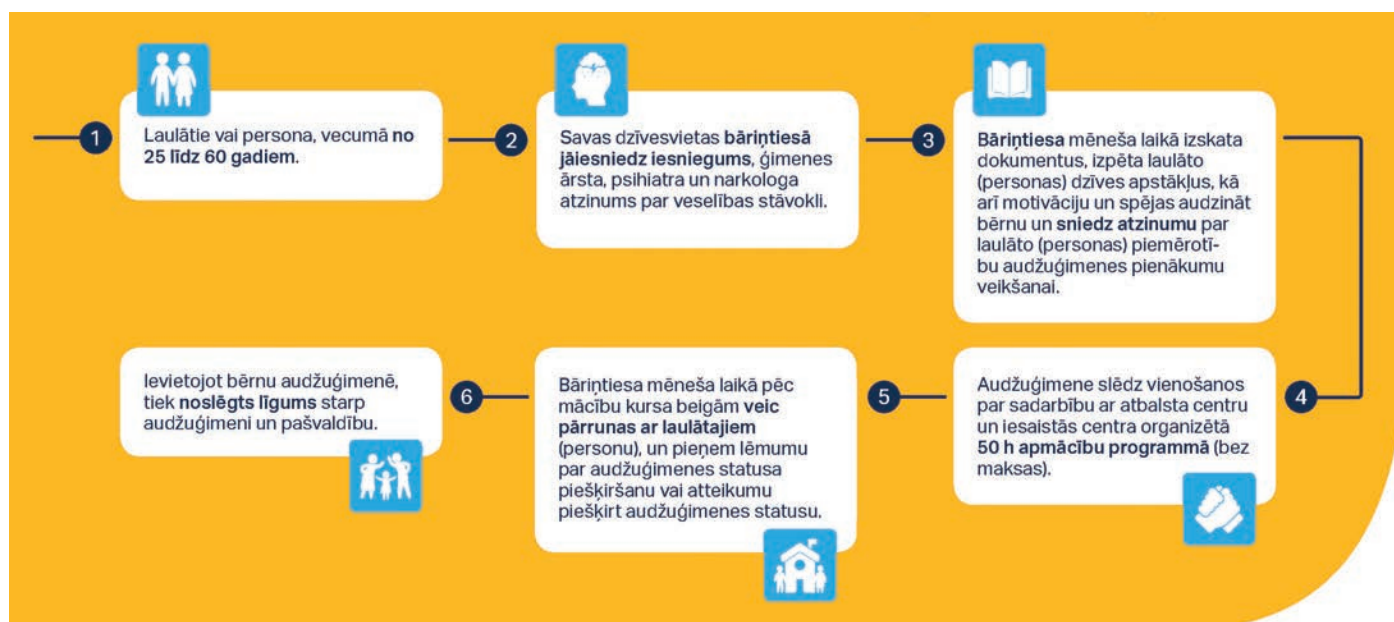 1
Laulātie vai persona, vecumā no
25 līdz 60 gadiem.
2
Savas dzīvesvietas bāriņtiesā
jāiesniedz iesniegums, ģimenes
ārsta, psihiatra un narkologa
atzinums par veselības stāvokli.
3
Bāriņtiesa mēneša laikā izskata
dokumentus, izpēta laulāto
(personas) dzīves apstākļus, kā
arī motivāciju un spējas audzināt
bērnu un sniedz atzinumu par
laulāto (personas) piemērotī-
bu audžuģimenes pienākumu
veikšanai.
4
Audžuģimene slēdz vienošanos
par sadarbību ar atbalsta centru
un iesaistās centra organizētā
50 h apmācību programmā (bez
maksas).
5
Bāriņtiesa mēneša laikā pēc
mācību kursa beigām veic
pārrunas ar laulātajiem
(personu), un pieņem lēmumu
par audžuģimenes statusa
piešķiršanu vai atteikumu
piešķirt audžuģimenes statusu.
6
Ievietojot bērnu audžuģimenē,
tiek noslēgts līgums starp
audžuģimeni un pašvaldību.